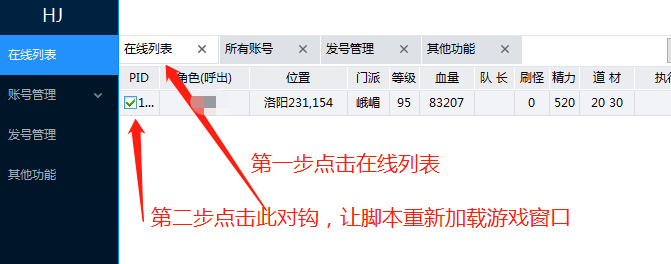 HJ
在线列表
账号管理
发号管理
其他功能
在线列表 × 所有账号 × 发号管理 × 其他功能 ×
PID 角色(呼出) 位置 门派 等级 血量 队 长 刷怪 精力 道 材 执行
1... 洛阳231,154 峨嵋 95 83207 0 520 20 30
第一步点击在线列表
第二步点击此对钩，让脚本重新加载游戏窗口